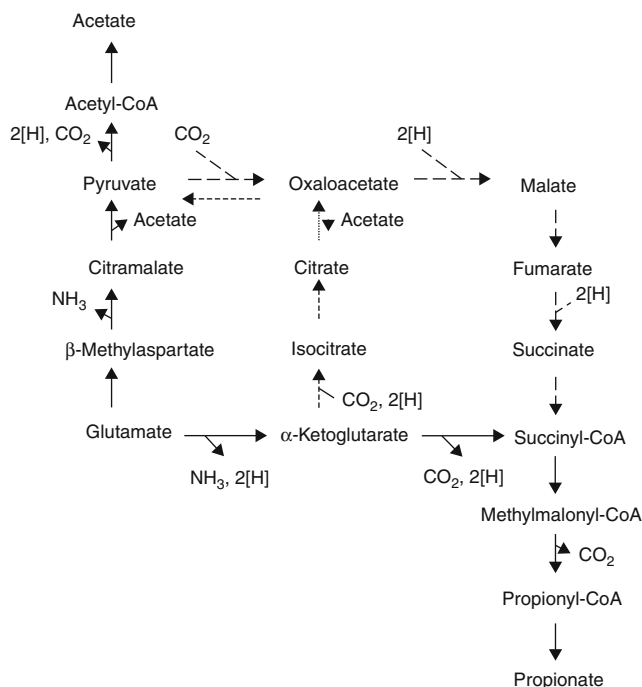 Acetate
Acetyl-CoA
2[H], CO₂
CO₂
2[H]
Pyruvate
Oxaloacetate
Malate
Acetate
Acetate
Citramalate
Citrate
Fumarate
NH₃
2[H]
β-Methylaspartate
Isocitrate
Succinate
CO₂, 2[H]
Glutamate
α-Ketoglutarate
Succinyl-CoA
NH₃, 2[H]
CO₂, 2[H]
Methylmalonyl-CoA
CO₂
Propionyl-CoA
Propionate